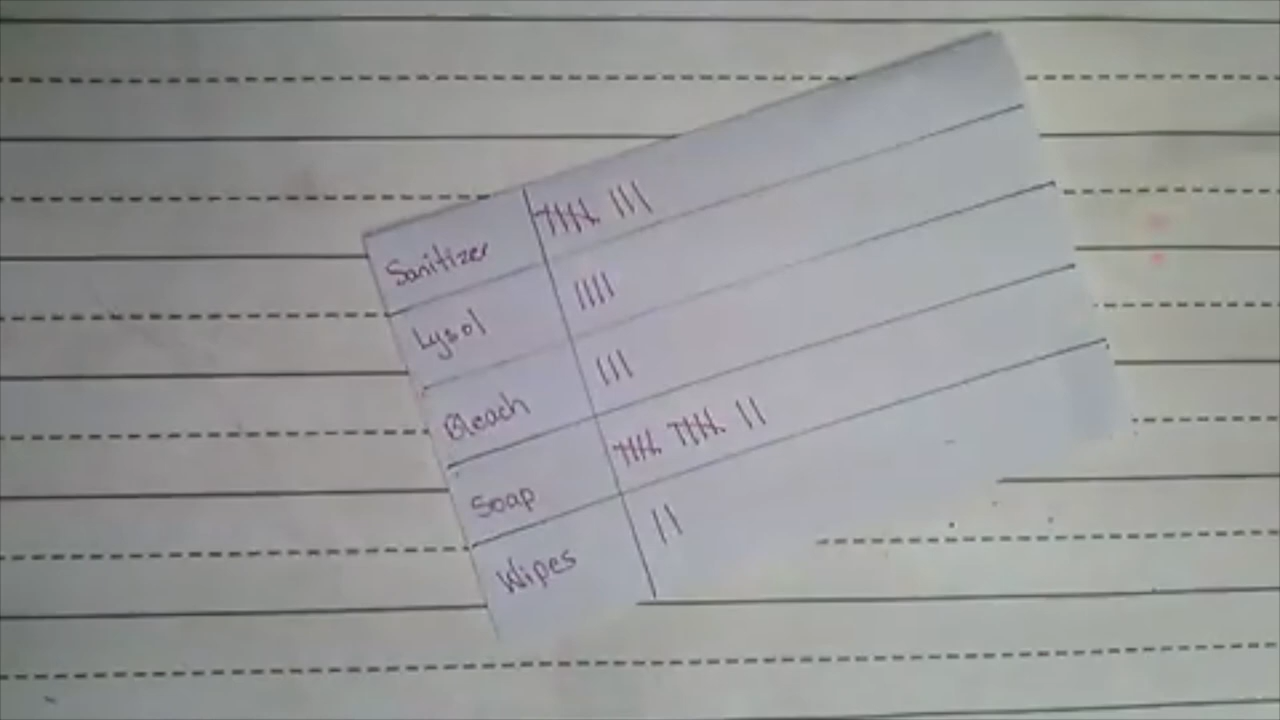 Sanitizer 𝍸 |||
Lysol ||||
Bleach |||
Soap 𝍸 𝍸 ||
Wipes ||